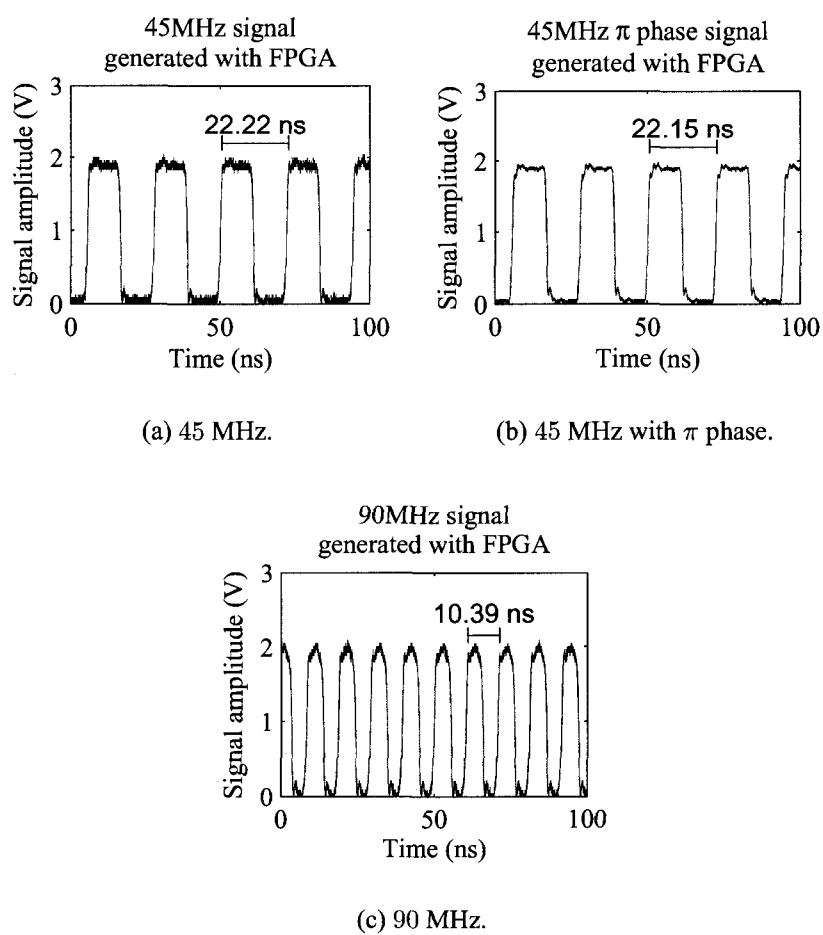 45MHz signal
generated with FPGA
Signal amplitude (V)
3
2
1
0
22.22 ns
0 50 100
Time (ns)
(a) 45 MHz.
45MHz π phase signal
generated with FPGA
Signal amplitude (V)
3
2
1
0
22.15 ns
0 50 100
Time (ns)
(b) 45 MHz with π phase.
90MHz signal
generated with FPGA
Signal amplitude (V)
3
2
1
0
10.39 ns
0 50 100
Time (ns)
(c) 90 MHz.